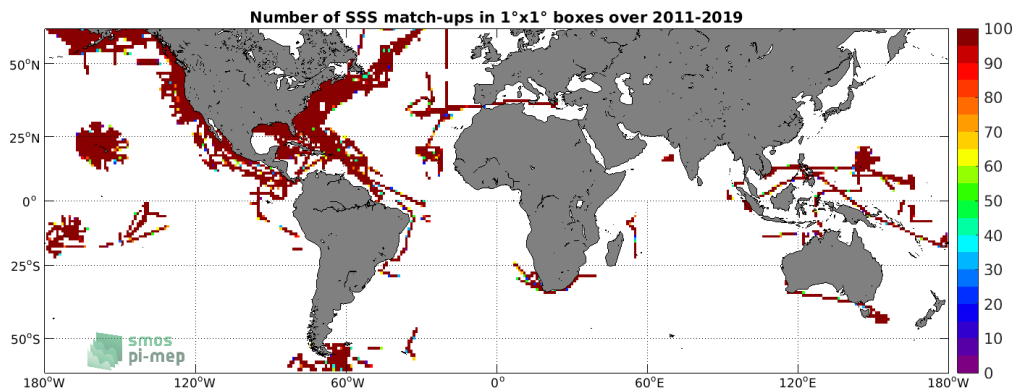 Number of SSS match-ups in 1°x1° boxes over 2011-2019
50°N
25°N
0°
25°S
50°S
180°W
120°W
60°W
0°
60°E
120°E
180°E
100
90
80
70
60
50
40
30
20
10
0
smos
pi-mep